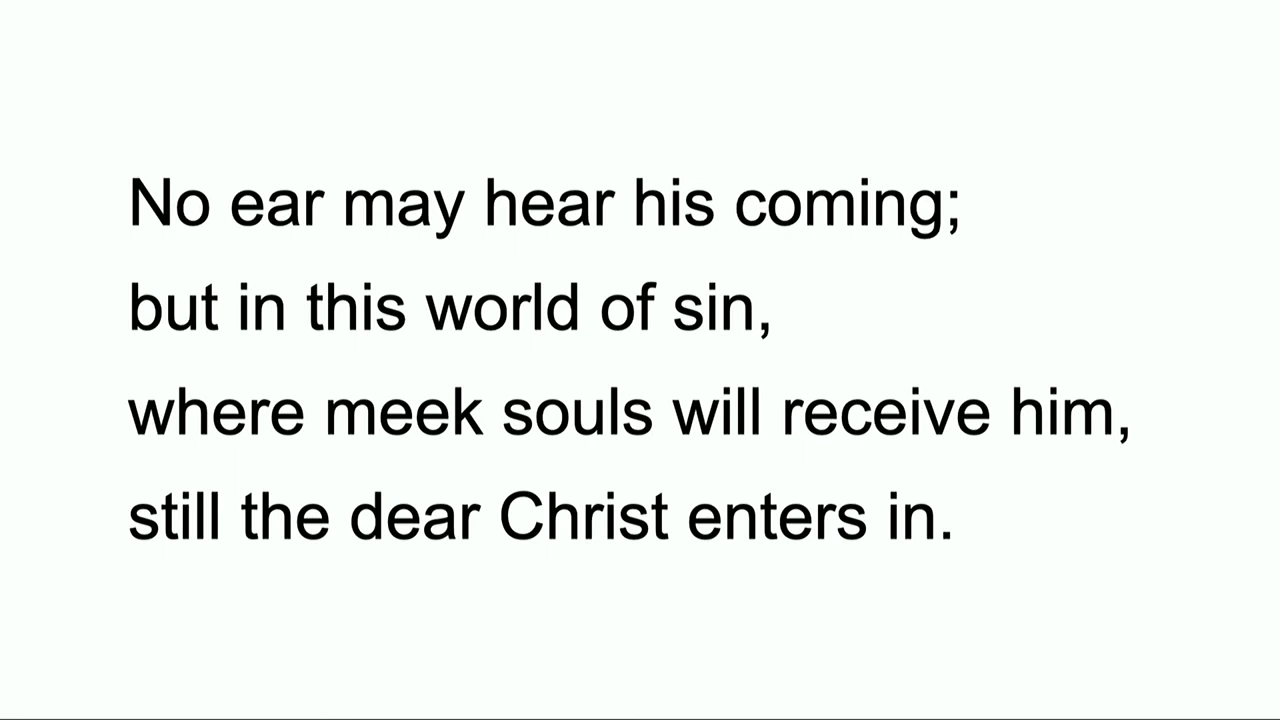 No ear may hear his coming;
but in this world of sin,
where meek souls will receive him,
still the dear Christ enters in.